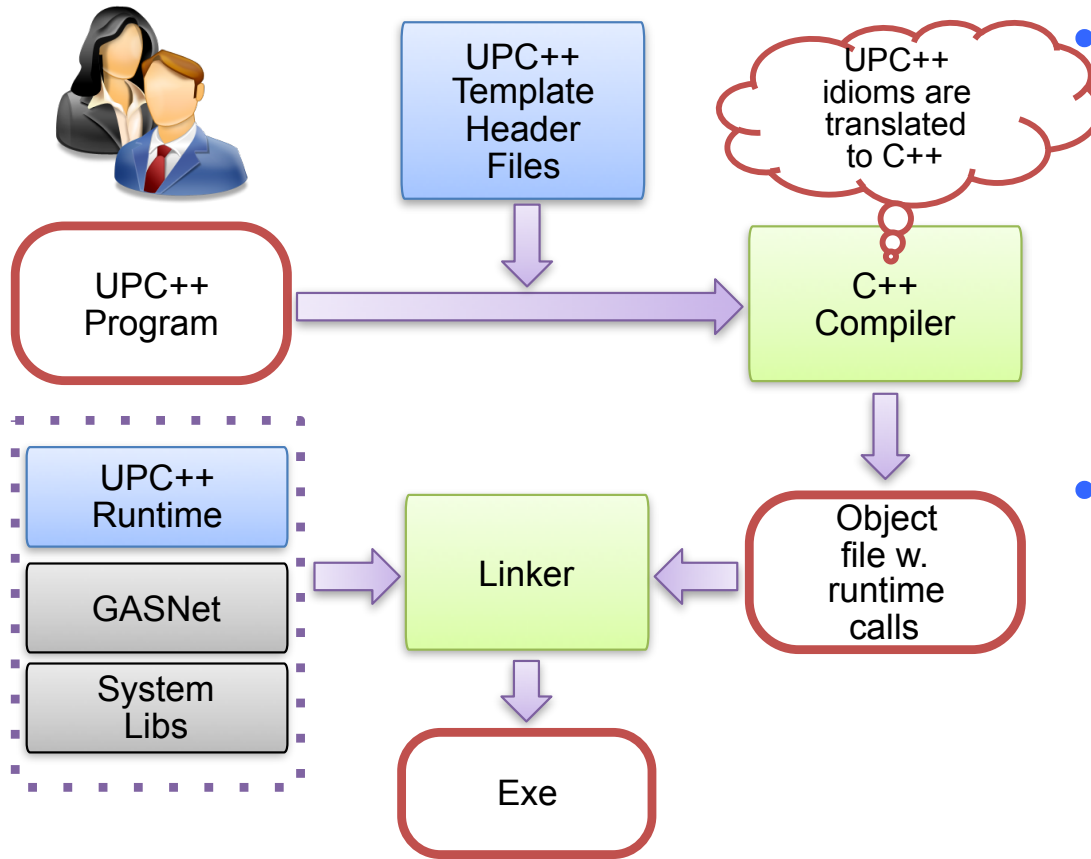 UPC++
Template
Header
Files
UPC++
idioms are
translated
to C++
UPC++
Program
C++
Compiler
UPC++
Runtime
GASNet
System
Libs
Linker
Object
file w.
runtime
calls
Exe